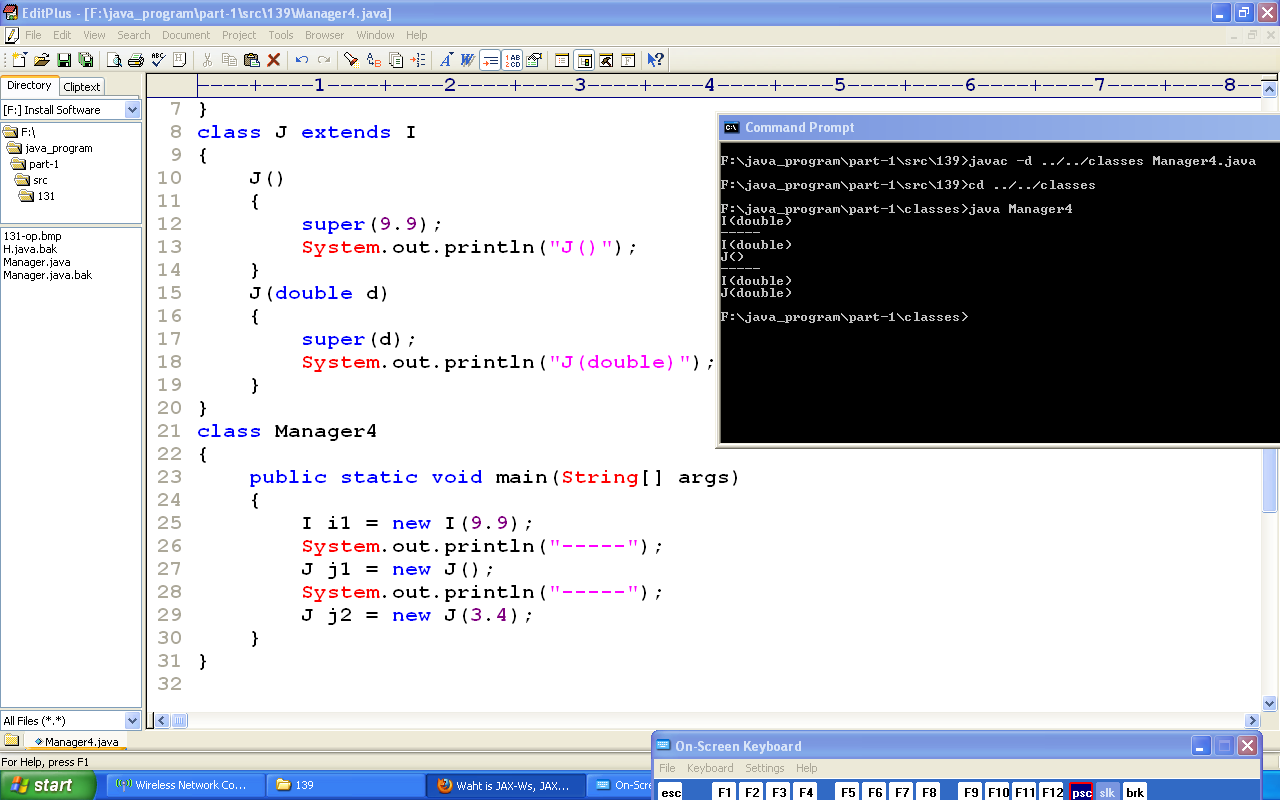 EditPlus - [F:\java_program\part-1\src\139\Manager4.java]
File Edit View Search Document Project Tools Browser Window Help
Directory Cliptext
[F:] Install Software
F:\
java_program
part-1
src
131
131-op.bmp
H.java.bak
Manager.java
Manager.java.bak
All Files (*.*)
----+----1----+----2----+----3----+----4----+----5----+----6----+----7----+----8--
7 }
8 class J extends I
9 {
10     J()
11     {
12         super(9.9);
13         System.out.println("J()");
14     }
15     J(double d)
16     {
17         super(d);
18         System.out.println("J(double)");
19     }
20 }
21 class Manager4
22 {
23     public static void main(String[] args)
24     {
25         I i1 = new I(9.9);
26         System.out.println("-----");
27         J j1 = new J();
28         System.out.println("-----");
29         J j2 = new J(3.4);
30     }
31 }
32
Command Prompt
F:\java_program\part-1\src\139>javac -d ../../classes Manager4.java
F:\java_program\part-1\src\139>cd ../../classes
F:\java_program\part-1\classes>java Manager4
I(double)
-----
I(double)
J()
-----
I(double)
J(double)
F:\java_program\part-1\classes>
Manager4.java
For Help, press F1
On-Screen Keyboard
File Keyboard Settings Help
esc F1 F2 F3 F4 F5 F6 F7 F8 F9 F10 F11 F12 psc slk brk
start
Wireless Network Co...
139
Waht is JAX-Ws, JAX...
On-Scre